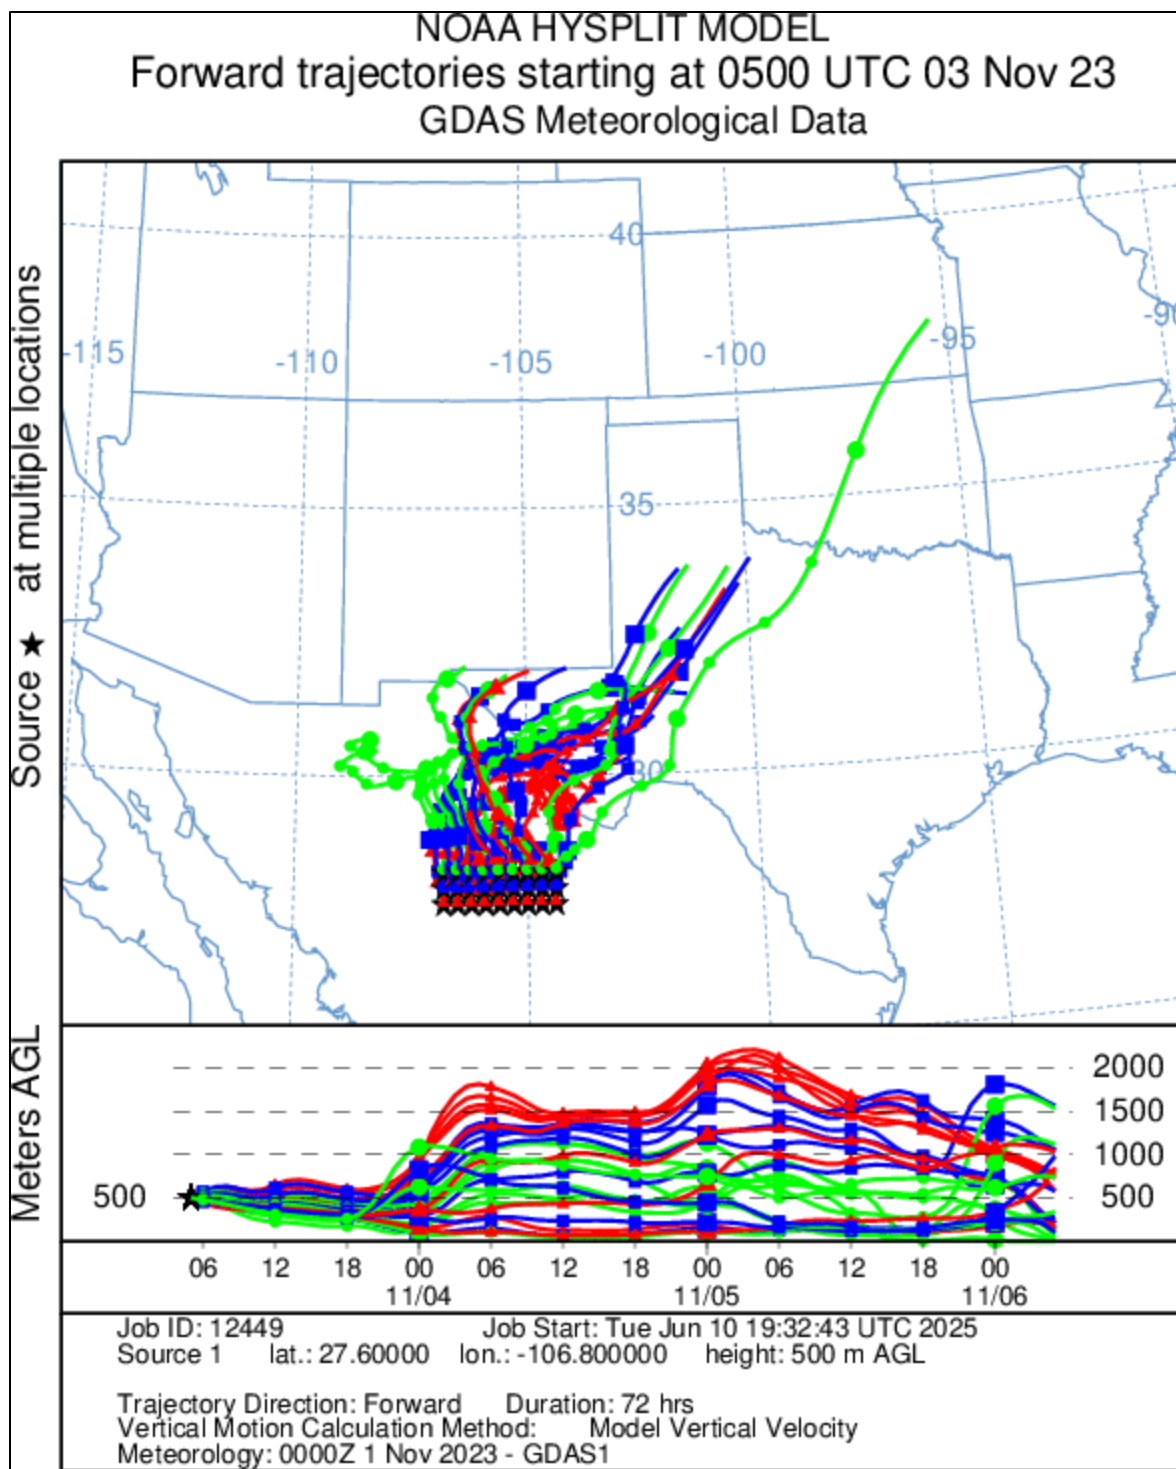 NOAA HYSPLIT MODEL
Forward trajectories starting at 0500 UTC 03 Nov 23
GDAS Meteorological Data
Source ★ at multiple locations
40
-115
-110
-105
-100
-95
-90
35
30
Meters AGL
2000
1500
1000
500
500
06 12 18 00 06 12 18 00 06 12 18 00
11/04 11/05 11/06
Job ID: 12449 Job Start: Tue Jun 10 19:32:43 UTC 2025
Source 1 lat.: 27.60000 lon.: -106.800000 height: 500 m AGL
Trajectory Direction: Forward Duration: 72 hrs
Vertical Motion Calculation Method: Model Vertical Velocity
Meteorology: 0000Z 1 Nov 2023 - GDAS1